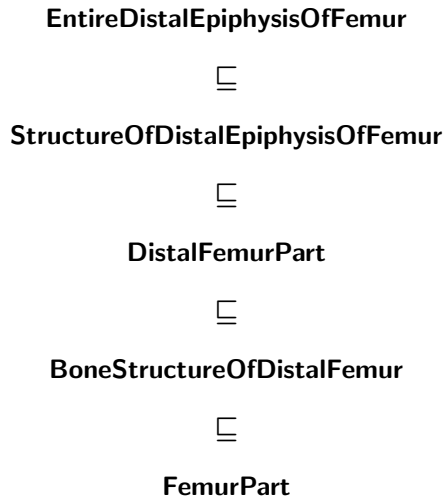 EntireDistalEpiphysisOfFemur
⊑
StructureOfDistalEpiphysisOfFemur
⊑
DistalFemurPart
⊑
BoneStructureOfDistalFemur
⊑
FemurPart